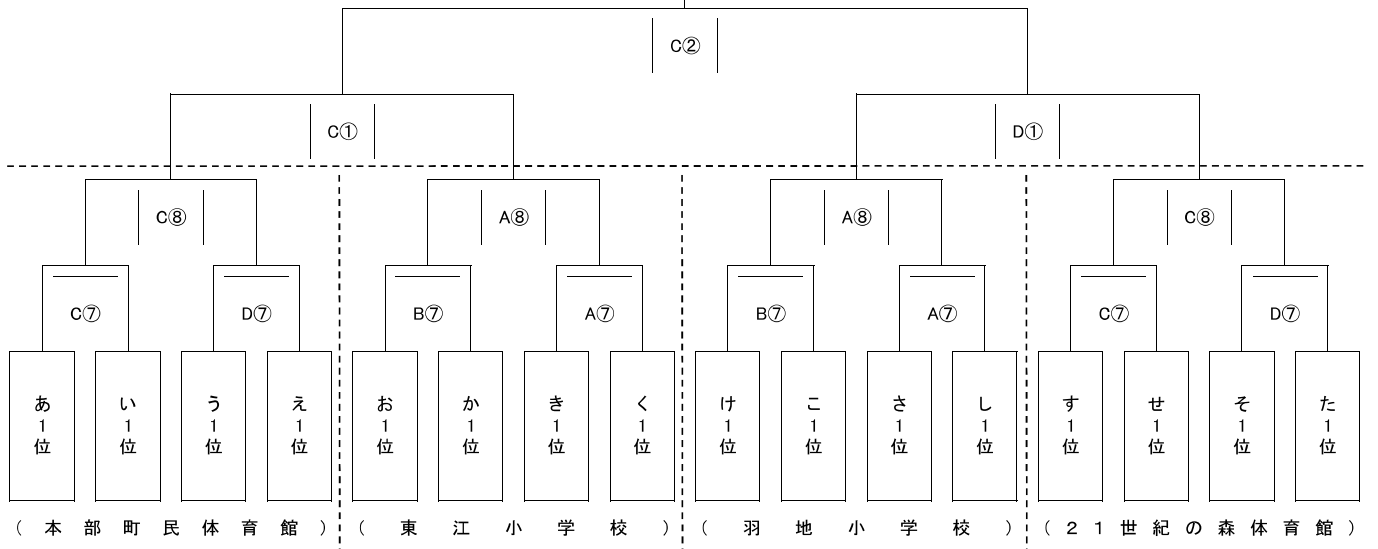 C②
C① D①
C⑧ A⑧ A⑧ C⑧
C⑦ D⑦ B⑦ A⑦ B⑦ A⑦ C⑦ D⑦
あ1位 い1位 う1位 え1位 お1位 か1位 き1位 く1位 け1位 こ1位 さ1位 し1位 す1位 せ1位 そ1位 た1位
(本部町民体育館) (東江小学校) (羽地小学校) (21世紀の森体育館)